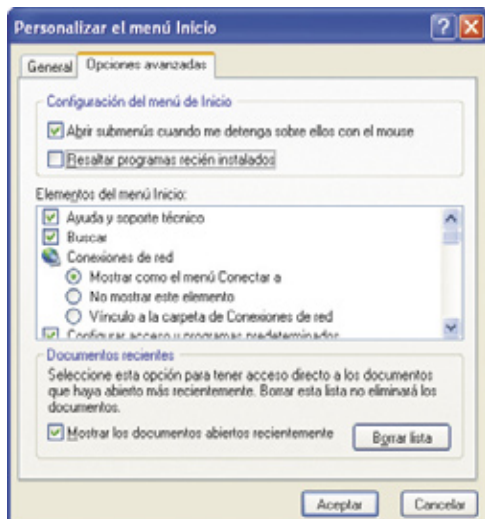 Personalizar el menú Inicio
General Opciones avanzadas
Configuración del menú de Inicio
Abrir submenús cuando me detenga sobre ellos con el mouse
Resaltar programas recién instalados
Elementos del menú Inicio:
Ayuda y soporte técnico
Buscar
Conexiones de red
Mostrar como el menú Conectar a
No mostrar este elemento
Vínculo a la carpeta de Conexiones de red
Configurar acceso y programas predeterminados
Documentos recientes
Seleccione esta opción para tener acceso directo a los documentos
que haya abierto más recientemente. Borrar esta lista no eliminará los
documentos.
Mostrar los documentos abiertos recientemente Borrar lista
Aceptar Cancelar